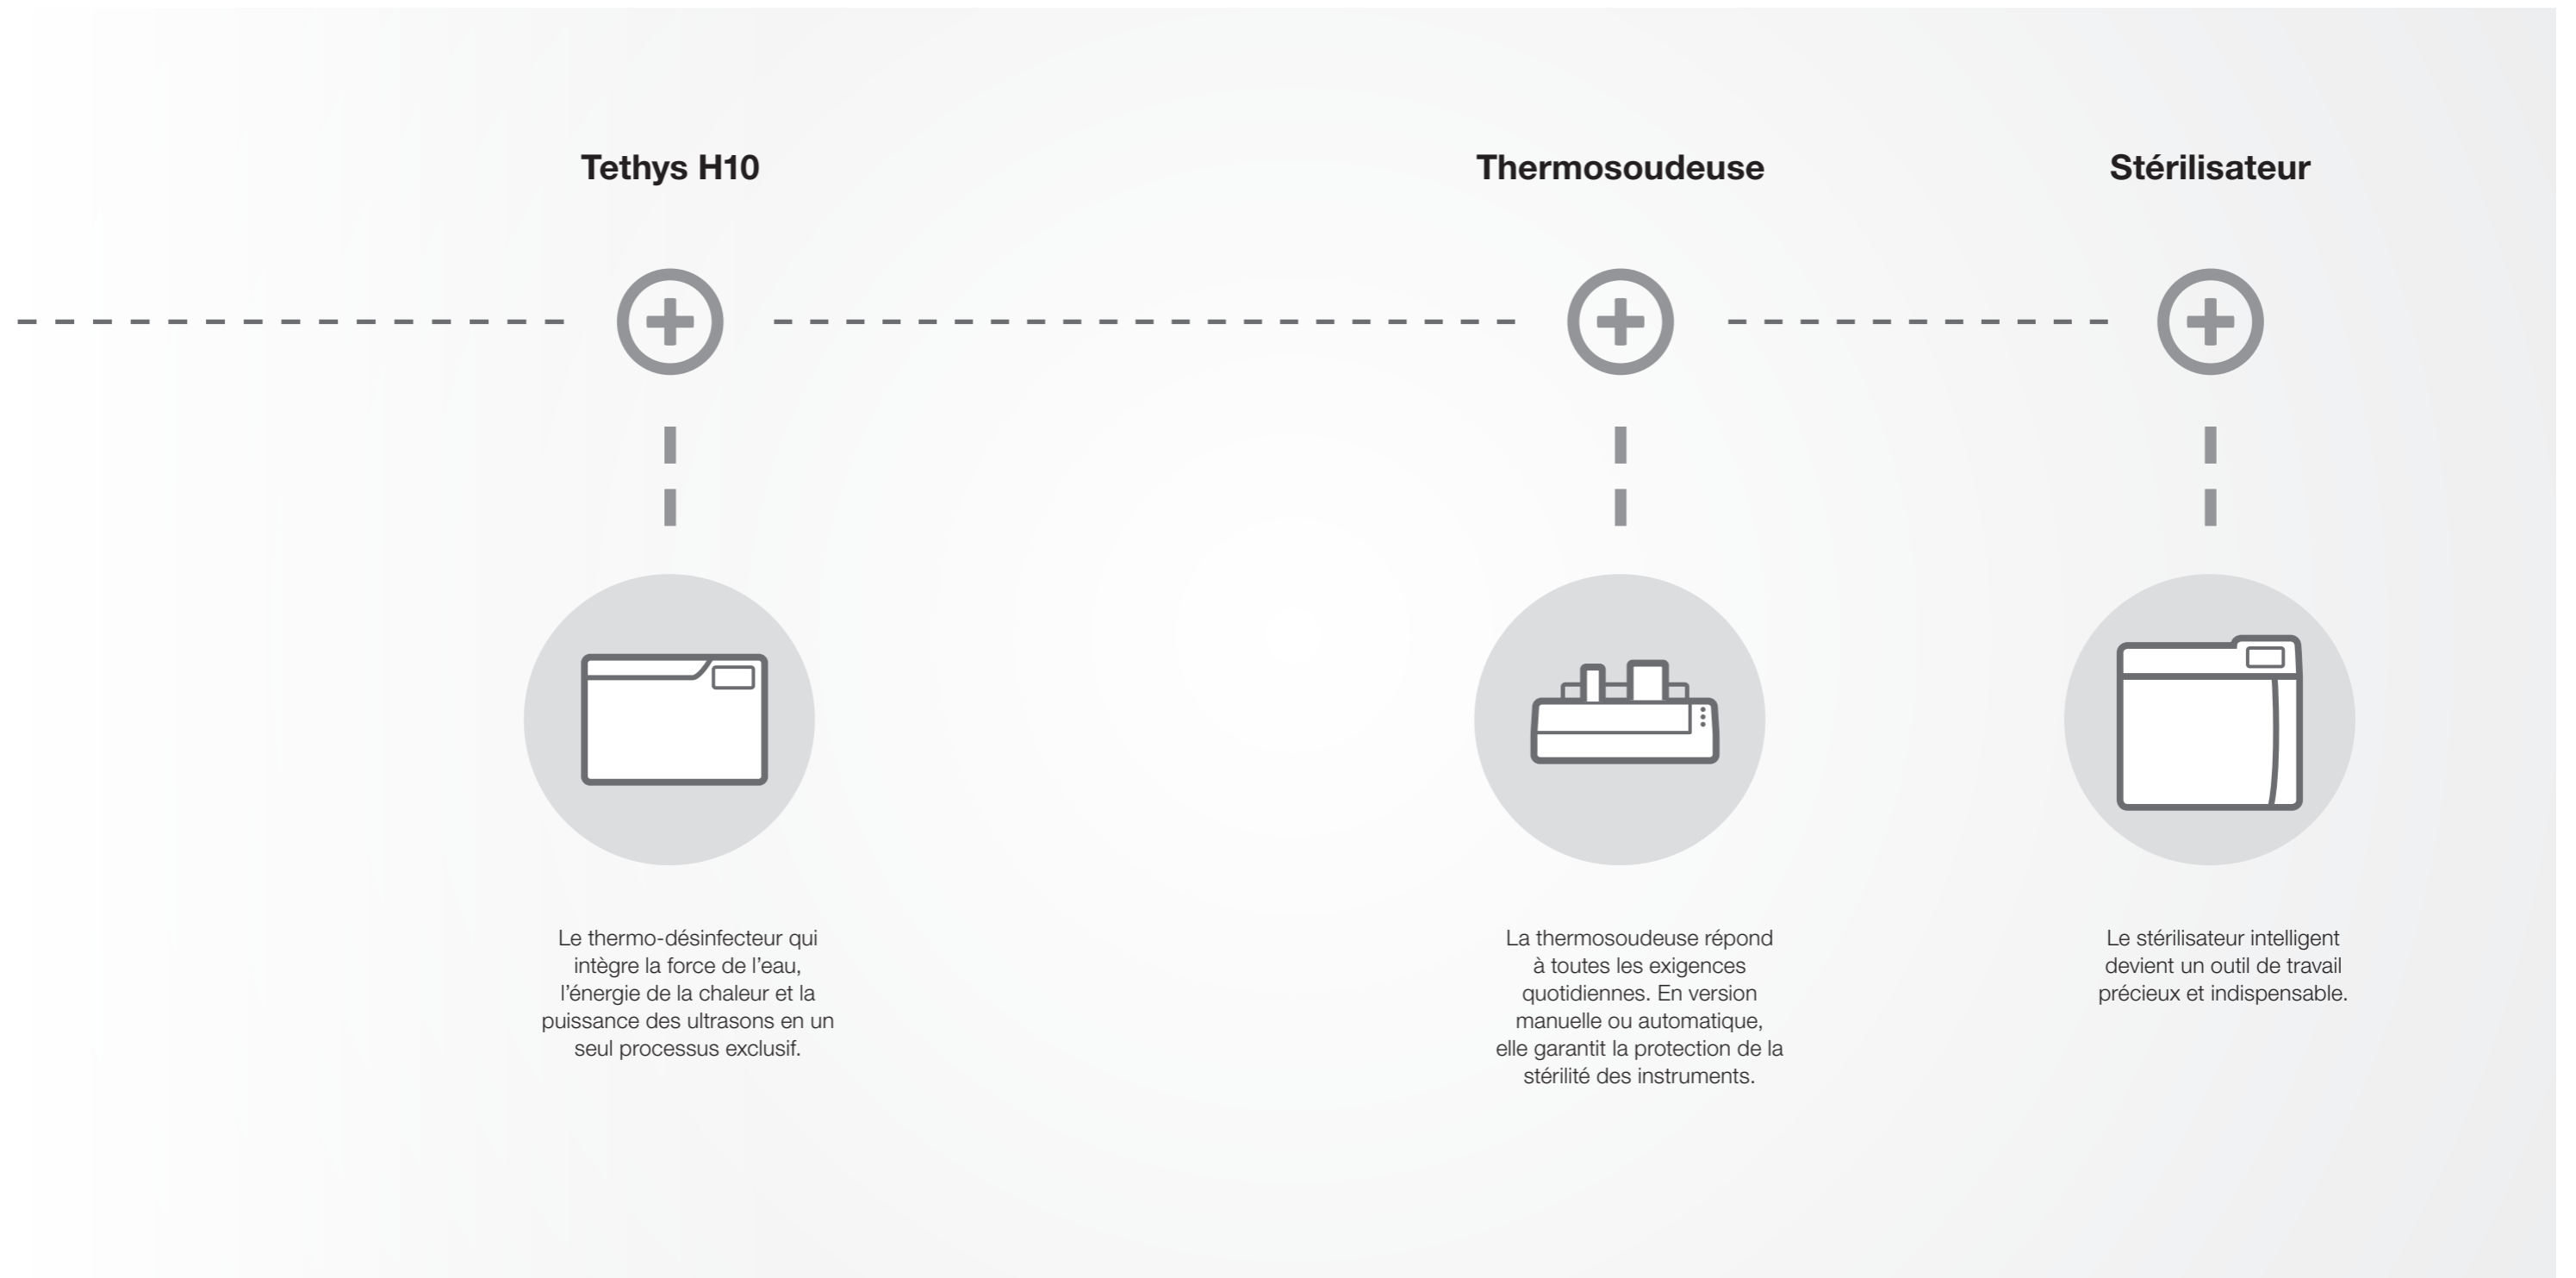 Tethys H10
Thermosoudeuse
Stérilisateur
Le thermo-désinfecteur qui
intègre la force de l’eau,
l’énergie de la chaleur et la
puissance des ultrasons en un
seul processus exclusif.
La thermosoudeuse répond
à toutes les exigences
quotidiennes. En version
manuelle ou automatique,
elle garantit la protection de la
stérilité des instruments.
Le stérilisateur intelligent
devient un outil de travail
précieux et indispensable.